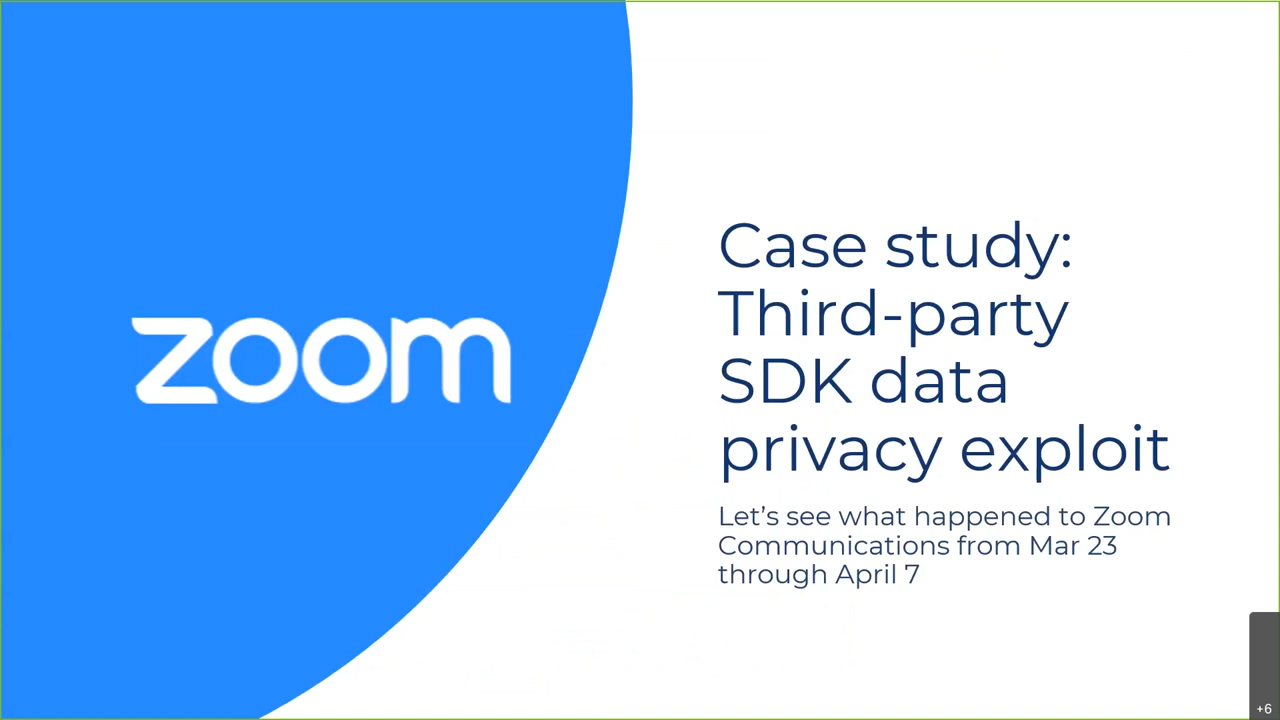 zoom
Case study:
Third-party
SDK data
privacy exploit
Let’s see what happened to Zoom
Communications from Mar 23
through April 7
+6